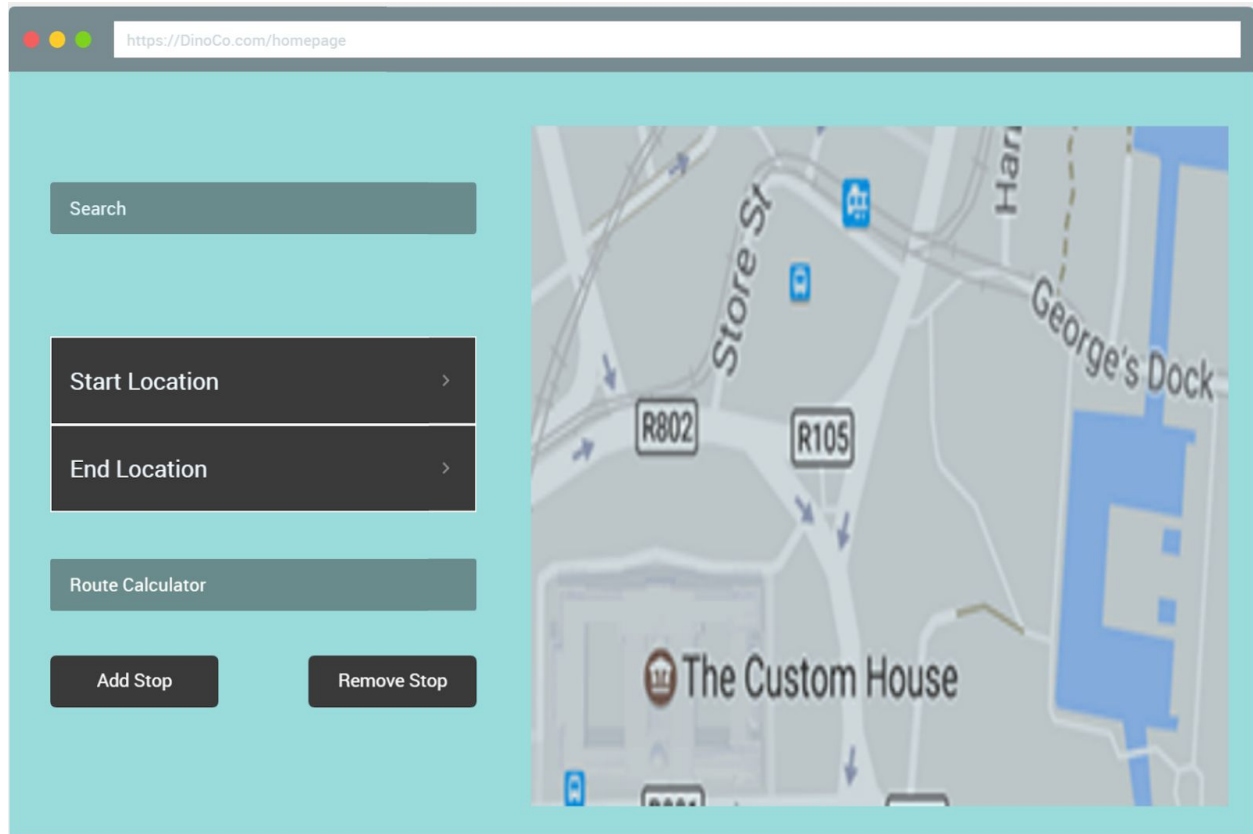 https://DinoCo.com/homepage
Search
Start Location
End Location
Route Calculator
Add Stop
Remove Stop
Store St
George's Dock
R802
R105
The Custom House